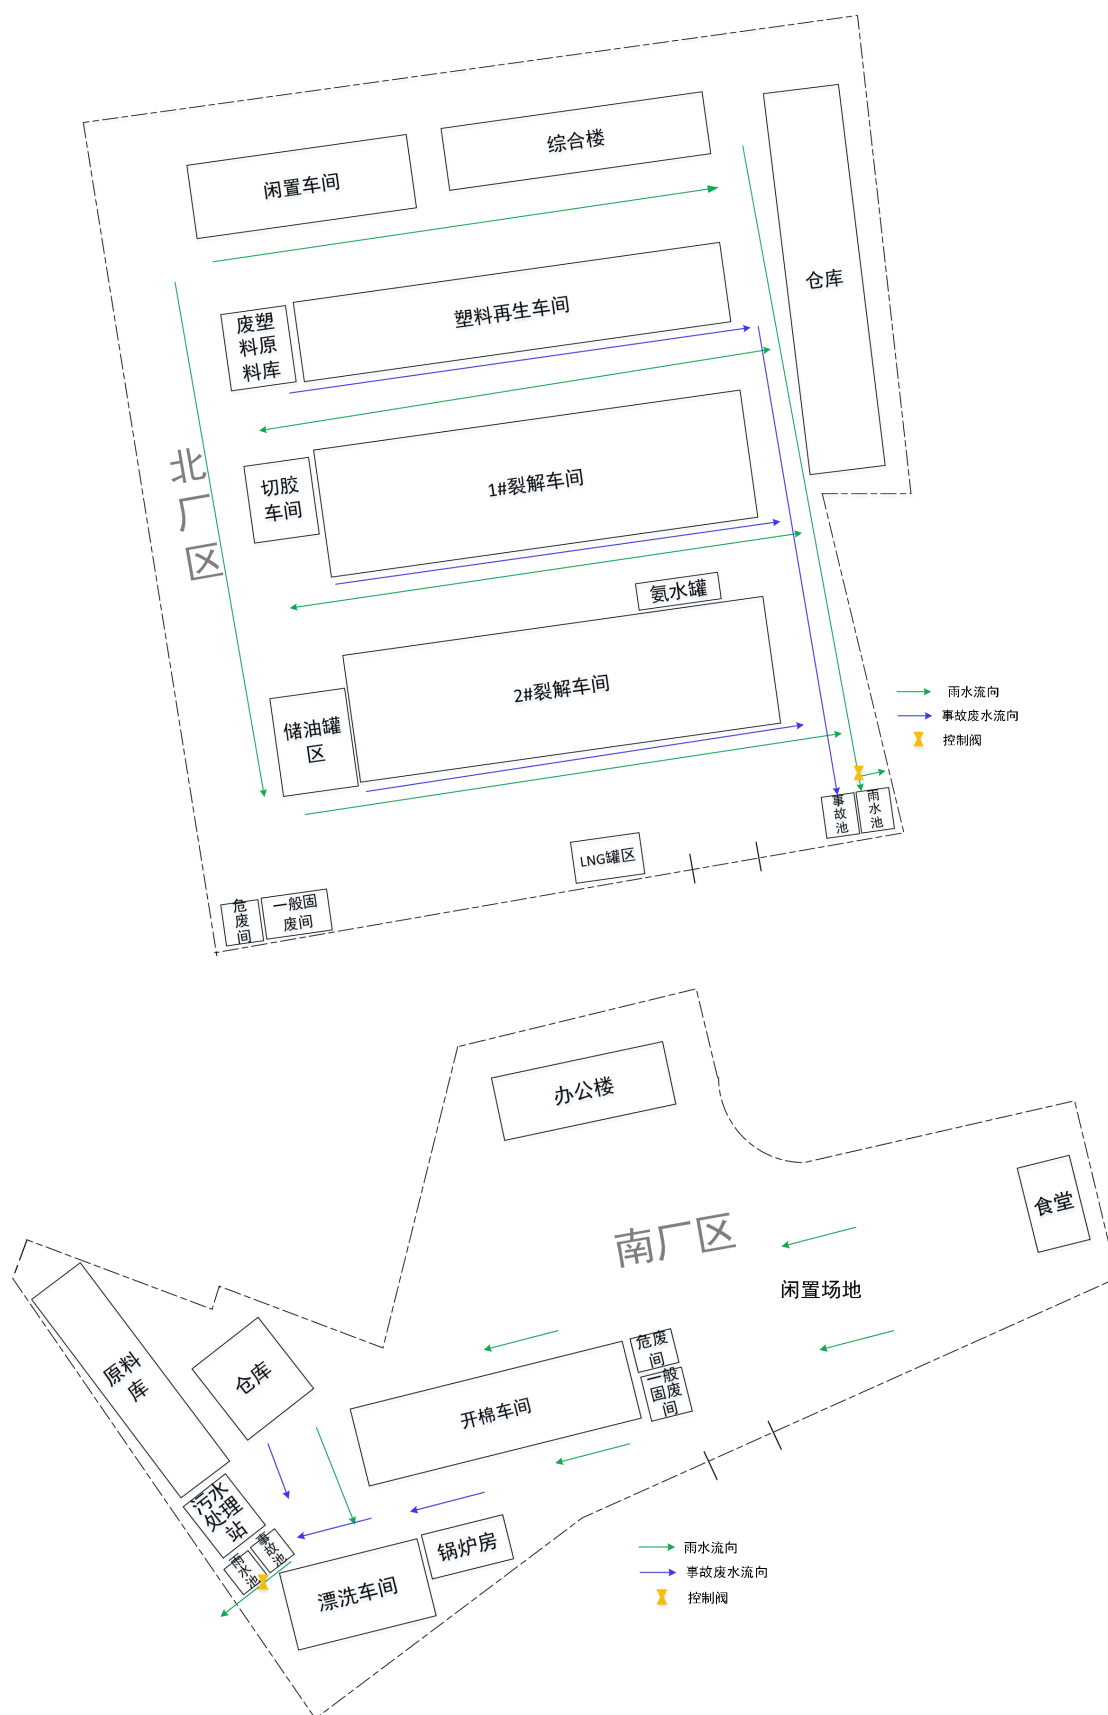 综合楼
闲置车间
仓库
塑料再生车间
废塑
料原
料库
北
厂
区
1#裂解车间
切胶
车间
氨水罐
2#裂解车间
储油罐
区
雨水流向
事故废水流向
控制阀
事
故
池
雨
水
池
LNG罐区
危
废
间
一般固
废间
办公楼
食堂
南厂区
闲置场地
危废
间
一般
固废
间
原料
库
仓库
开棉车间
污水
处理
站
事
故
池
雨
水
池
锅炉房
漂洗车间
雨水流向
事故废水流向
控制阀